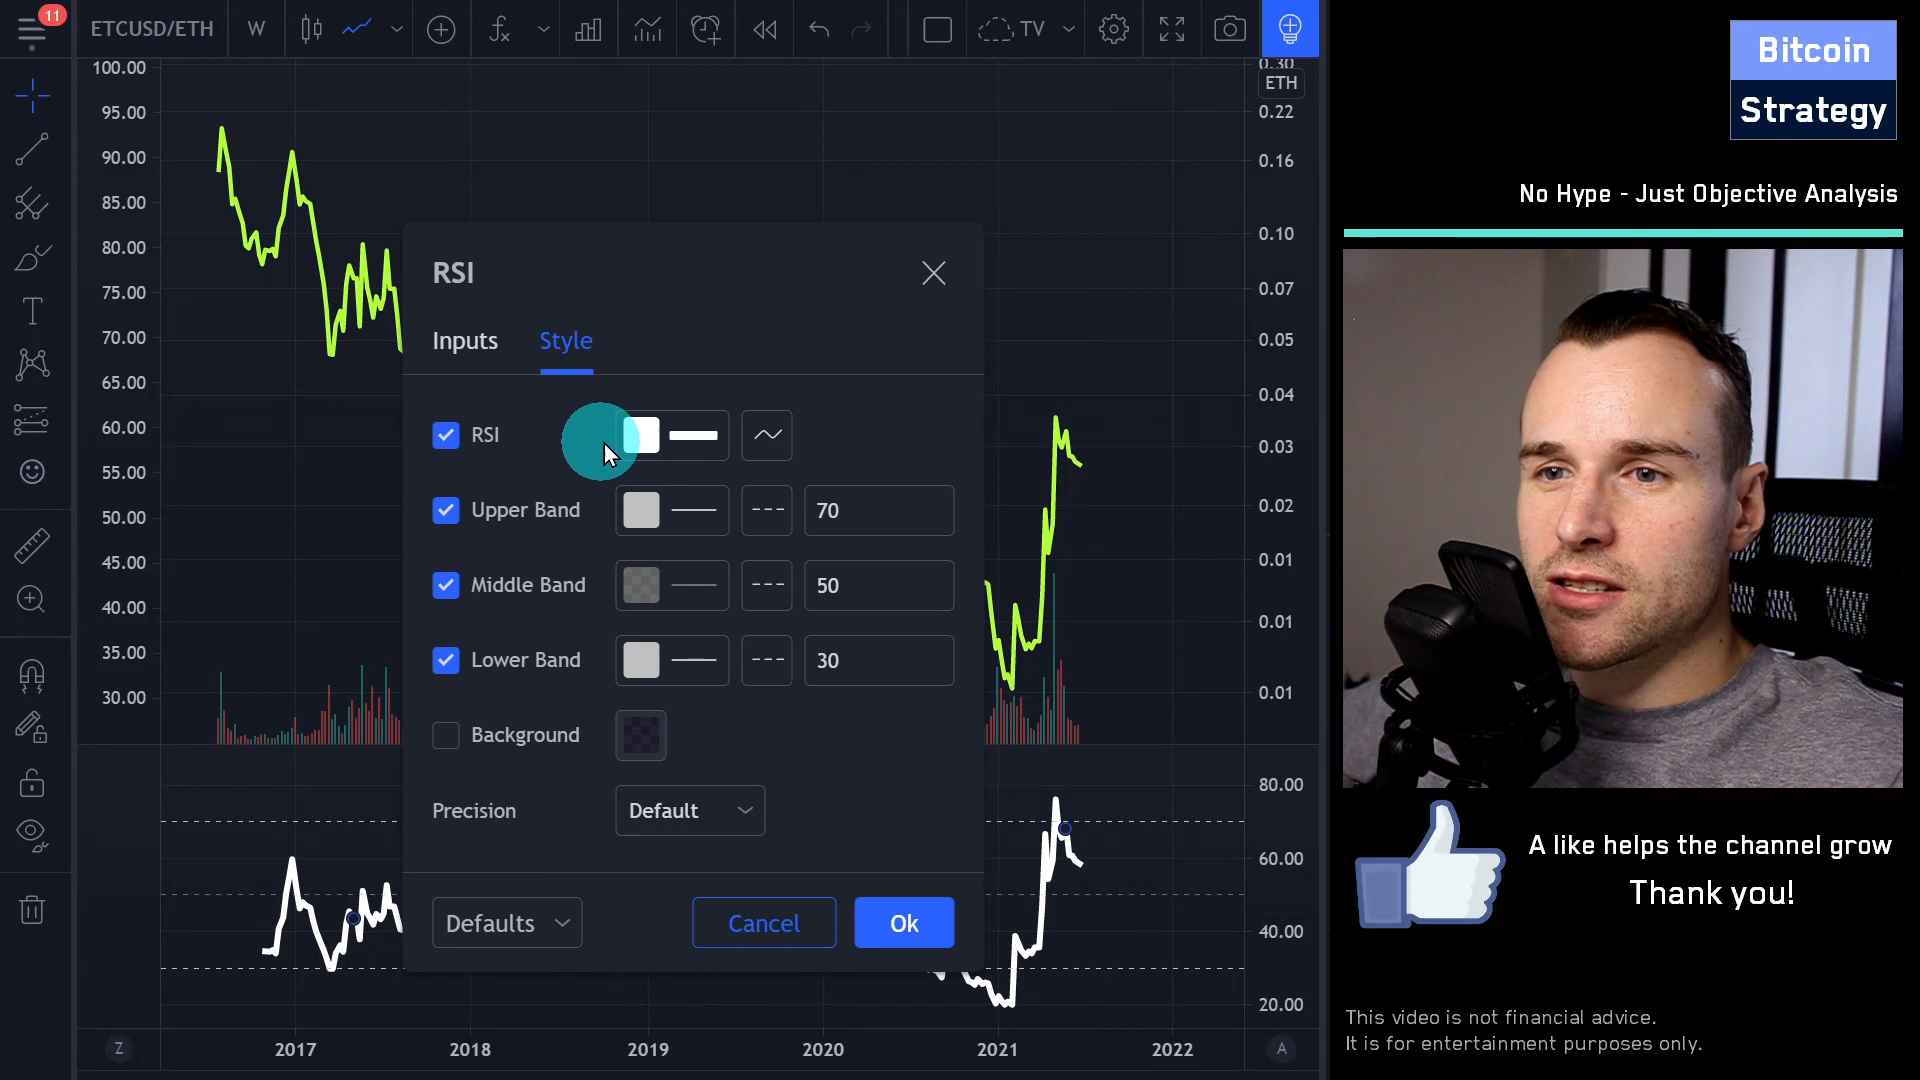 11
ETCUSD/ETH
W
TV
100.00
95.00
90.00
85.00
80.00
75.00
70.00
65.00
60.00
55.00
50.00
45.00
40.00
35.00
30.00
0.30
ETH
0.22
0.16
0.10
0.07
0.05
0.04
0.03
0.02
0.01
0.01
0.01
80.00
60.00
40.00
20.00
RSI
Inputs
Style
RSI
Upper Band
70
Middle Band
50
Lower Band
30
Background
Precision
Default
Defaults
Cancel
Ok
Z
2017
2018
2019
2020
2021
2022
A
Bitcoin
Strategy
No Hype - Just Objective Analysis
A like helps the channel grow
Thank you!
This video is not financial advice.
It is for entertainment purposes only.